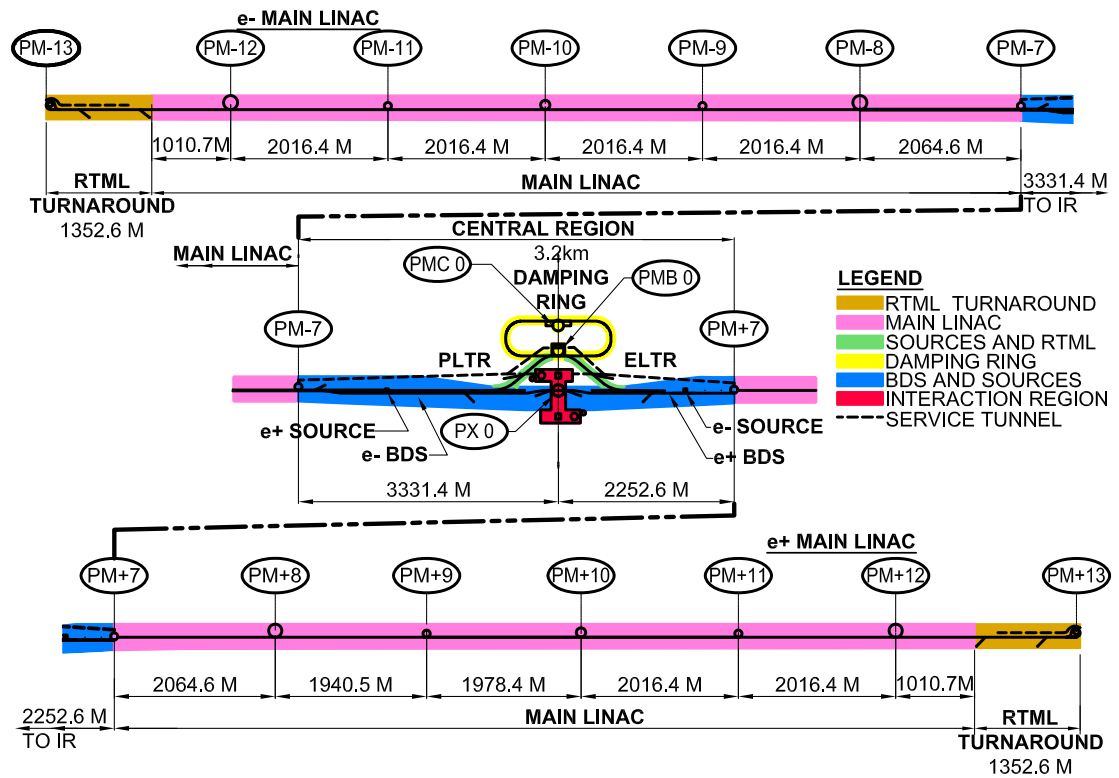 e- MAIN LINAC
PM-13 PM-12 PM-11 PM-10 PM-9 PM-8 PM-7
1010.7M 2016.4 M 2016.4 M 2016.4 M 2016.4 M 2064.6 M
RTML MAIN LINAC 3331.4 M
TURNAROUND TO IR
1352.6 M
CENTRAL REGION
MAIN LINAC 3.2km
PMC 0 DAMPING PMB 0
RING
PM-7 PM+7
PLTR ELTR
e+ SOURCE PX 0 e- SOURCE
e- BDS e+ BDS
3331.4 M 2252.6 M
LEGEND
RTML TURNAROUND
MAIN LINAC
SOURCES AND RTML
DAMPING RING
BDS AND SOURCES
INTERACTION REGION
SERVICE TUNNEL
e+ MAIN LINAC
PM+7 PM+8 PM+9 PM+10 PM+11 PM+12 PM+13
2064.6 M 1940.5 M 1978.4 M 2016.4 M 2016.4 M 1010.7M
2252.6 M MAIN LINAC RTML
TO IR TURNAROUND
1352.6 M